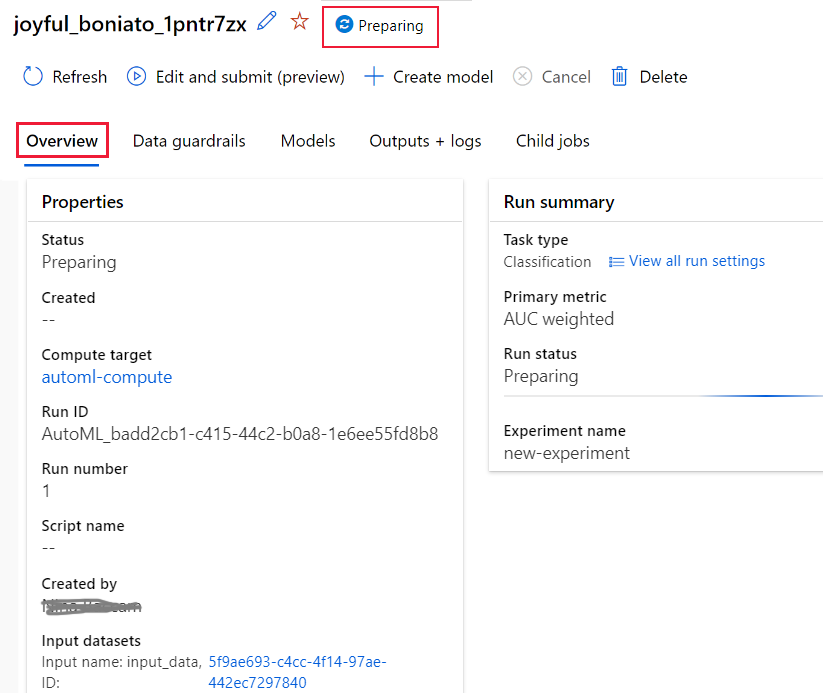 joyful_boniato_1pntr7zx Preparing
Refresh Edit and submit (preview) Create model Cancel Delete
Overview Data guardrails Models Outputs + logs Child jobs
Properties
Status
Preparing
Created
--
Compute target
automl-compute
Run ID
AutoML_badd2cb1-c415-44c2-b0a8-1e6ee55fd8b8
Run number
1
Script name
--
Created by
Input datasets
Input name: input_data, 5f9ae693-c4cc-4f14-97ae-
ID: 442ec7297840
Run summary
Task type
Classification View all run settings
Primary metric
AUC weighted
Run status
Preparing
Experiment name
new-experiment